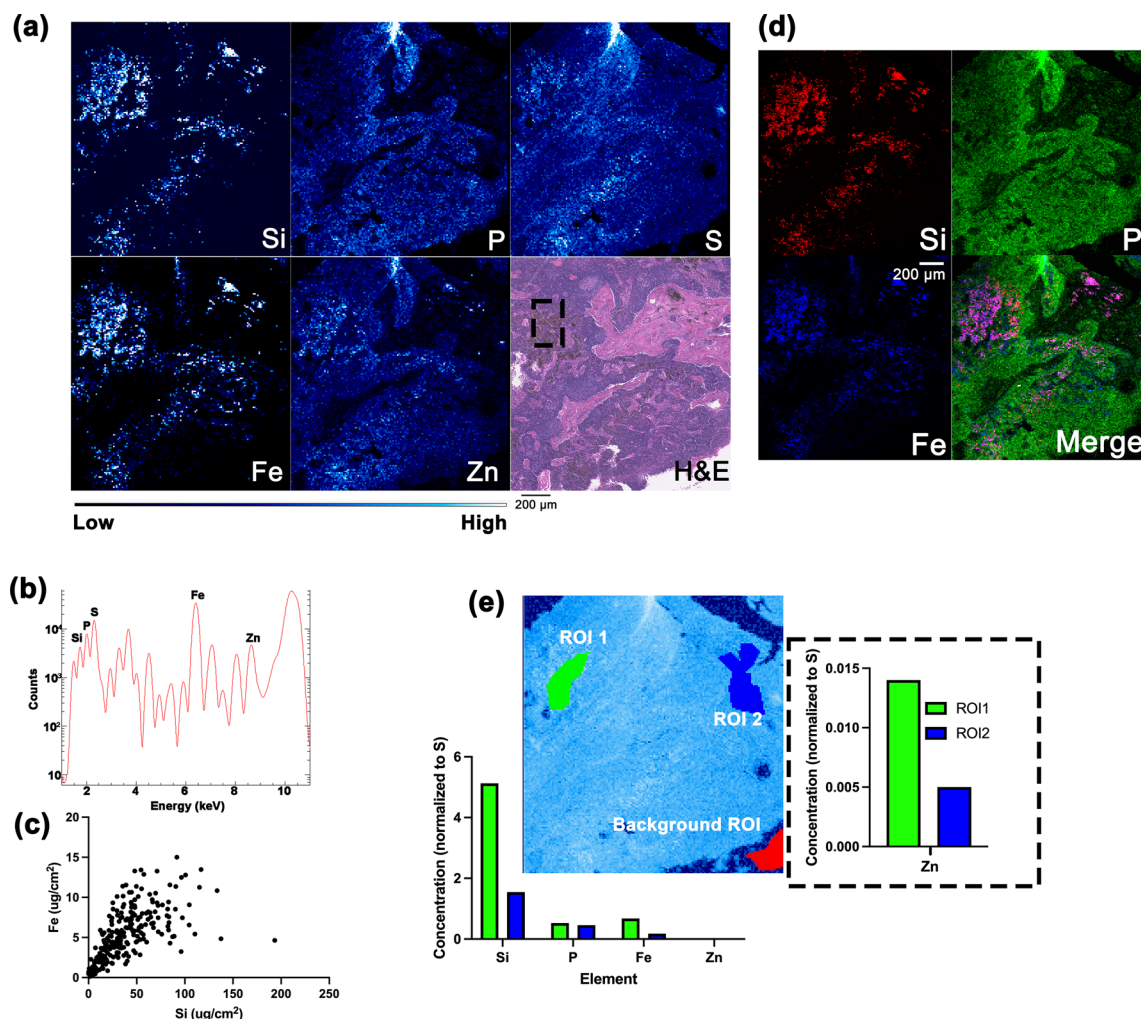 (a)
Si
P
S
Fe
Zn
H&E
200 µm
Low
High
(d)
Si
P
200 µm
Fe
Merge
(b)
Si
P
S
Fe
Zn
10⁴
10³
10²
10
Counts
2
4
6
8
10
Energy (keV)
(c)
20
15
10
5
0
Fe (ug/cm²)
0
50
100
150
200
250
Si (ug/cm²)
(e)
ROI 1
ROI 2
Background ROI
6
4
2
0
Concentration (normalized to S)
Si
P
Fe
Zn
Element
0.015
0.010
0.005
0.000
Concentration (normalized to S)
ROI1
ROI2
Zn